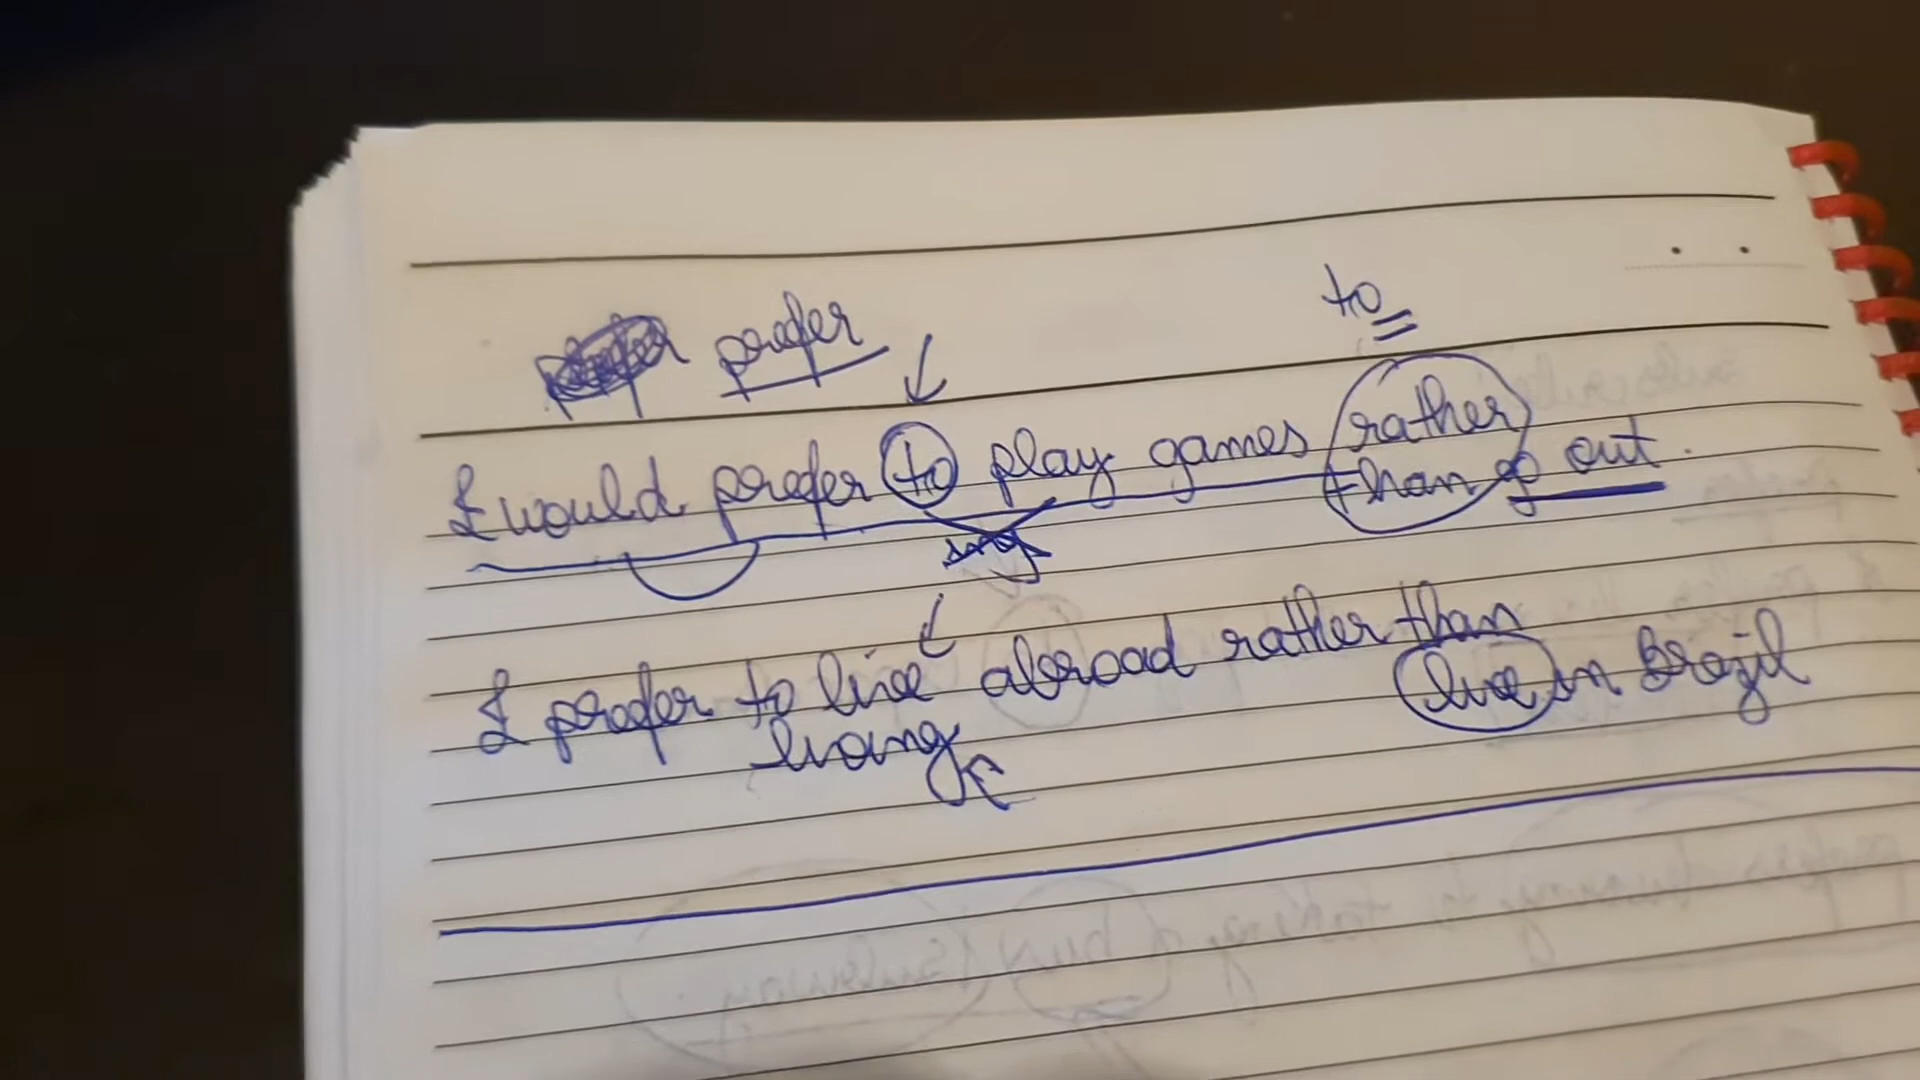 prefer to
I would prefer to play games rather
than go out.
ing
I prefer to live abroad rather than
live in Brazil
living